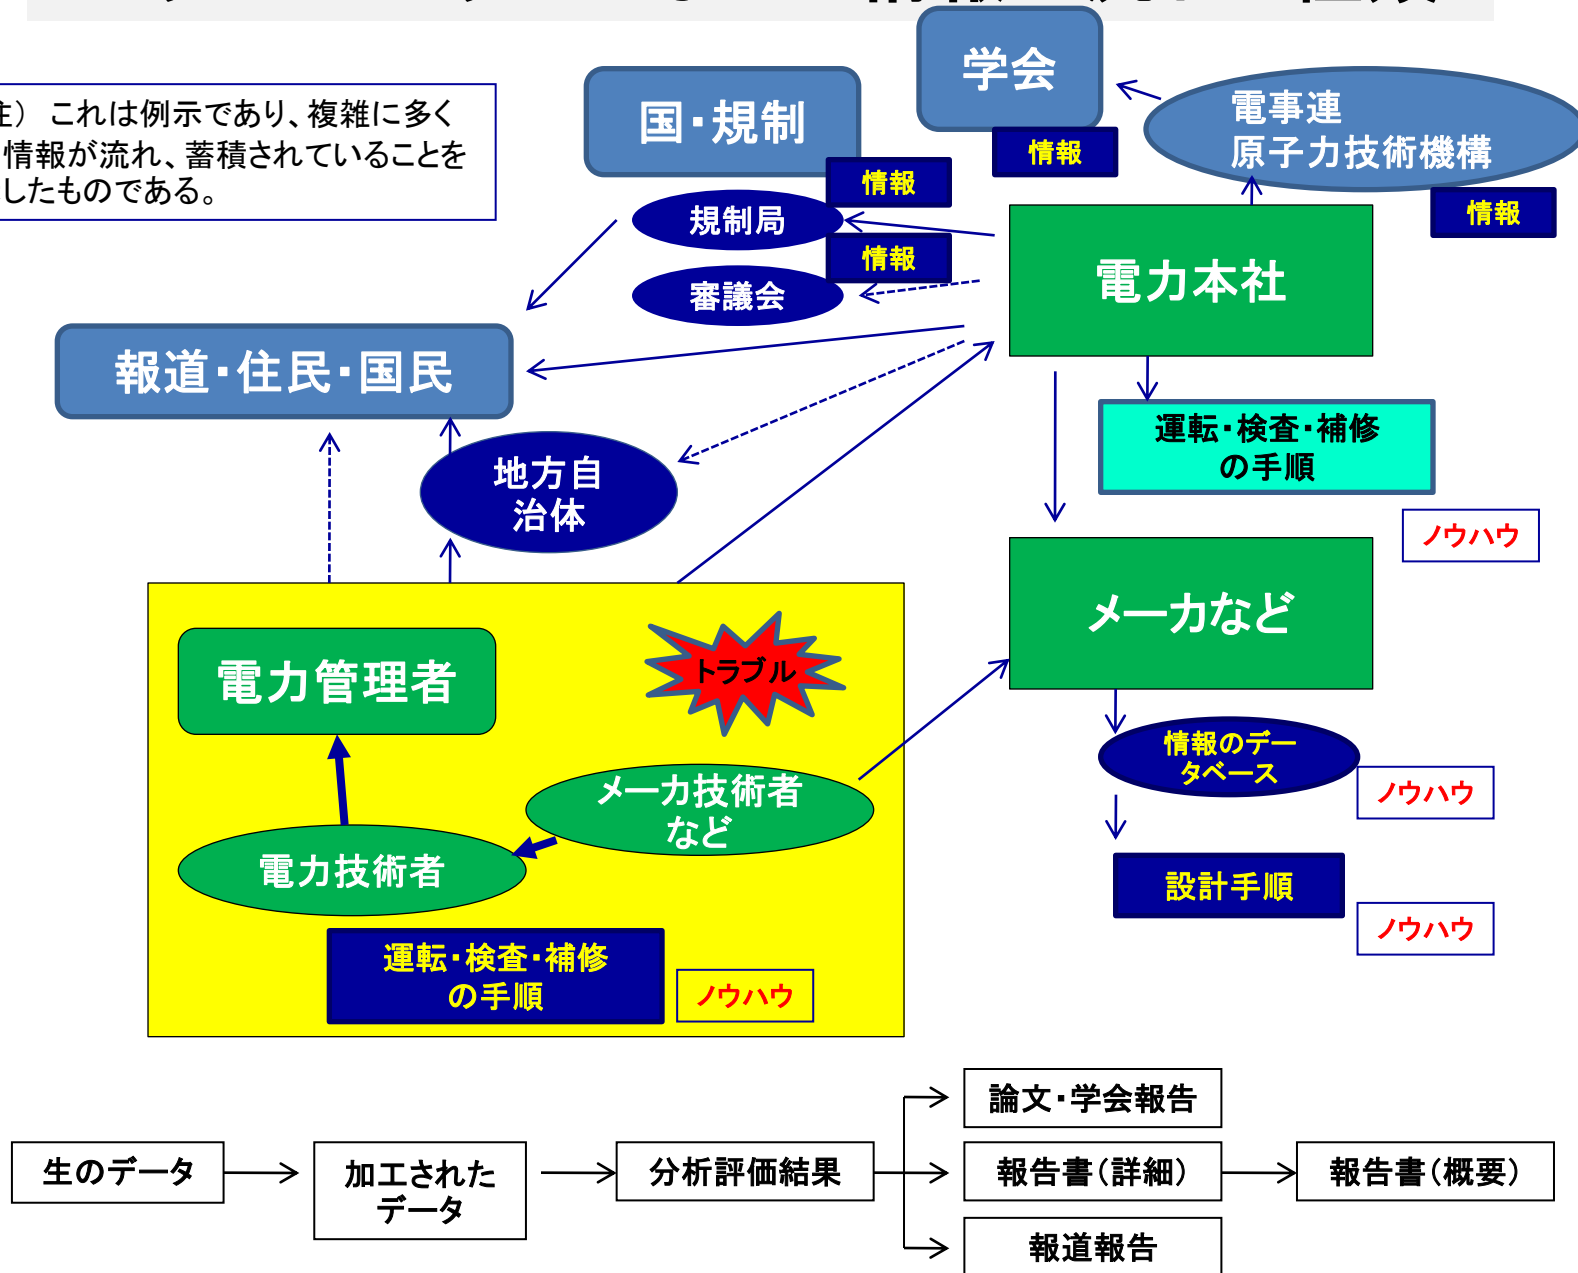 学会
国・規制
電事連
原子力技術機構
注） これは例示であり、複雑に多く
情報が流れ、蓄積されていることを
したものである。
情報
情報
情報
規制局
情報
審議会
電力本社
報道・住民・国民
運転・検査・補修
の手順
地方自
治体
ノウハウ
メーカなど
電力管理者
トラブル
情報のデー
タベース
ノウハウ
メーカ技術者
など
電力技術者
設計手順
ノウハウ
運転・検査・補修
の手順
ノウハウ
論文・学会報告
生のデータ
加工された
データ
分析評価結果
報告書（詳細）
報告書（概要）
報道報告